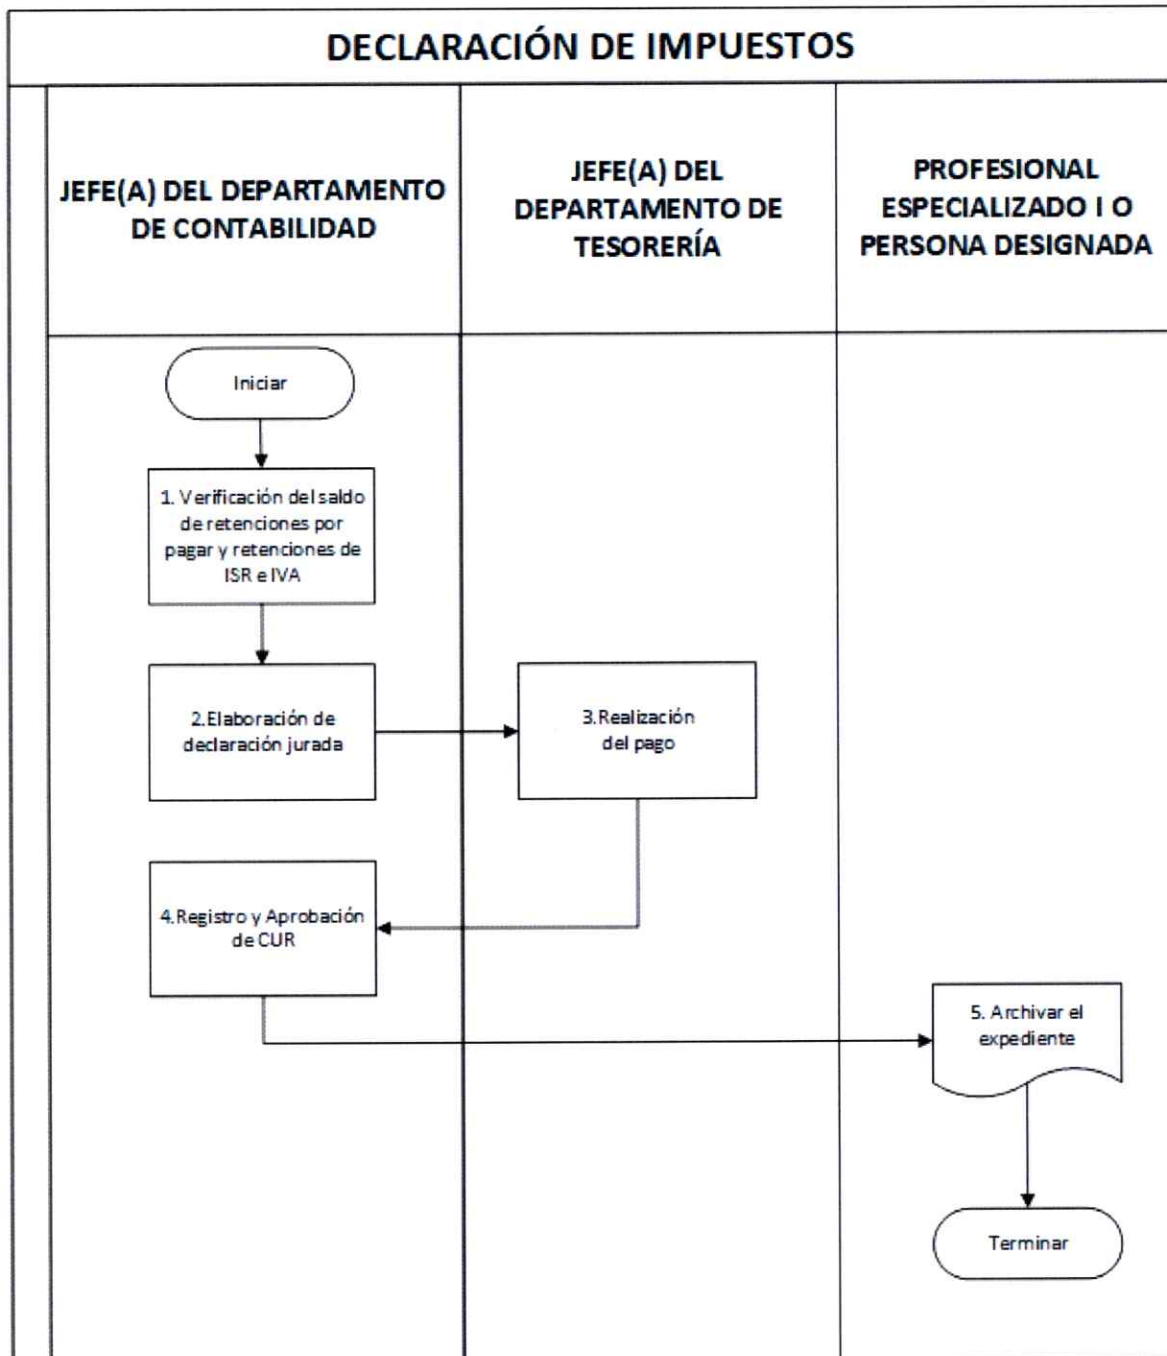 DECLARACIÓN DE IMPUESTOS
JEFE(A) DEL DEPARTAMENTO
DE CONTABILIDAD
JEFE(A) DEL
DEPARTAMENTO DE
TESORERÍA
PROFESIONAL
ESPECIALIZADO I O
PERSONA DESIGNADA
Iniciar
1. Verificación del saldo
de retenciones por
pagar y retenciones de
ISR e IVA
2.Elaboración de
declaración jurada
3.Realización
del pago
4.Registro y Aprobación
de CUR
5. Archivar el
expediente
Terminar